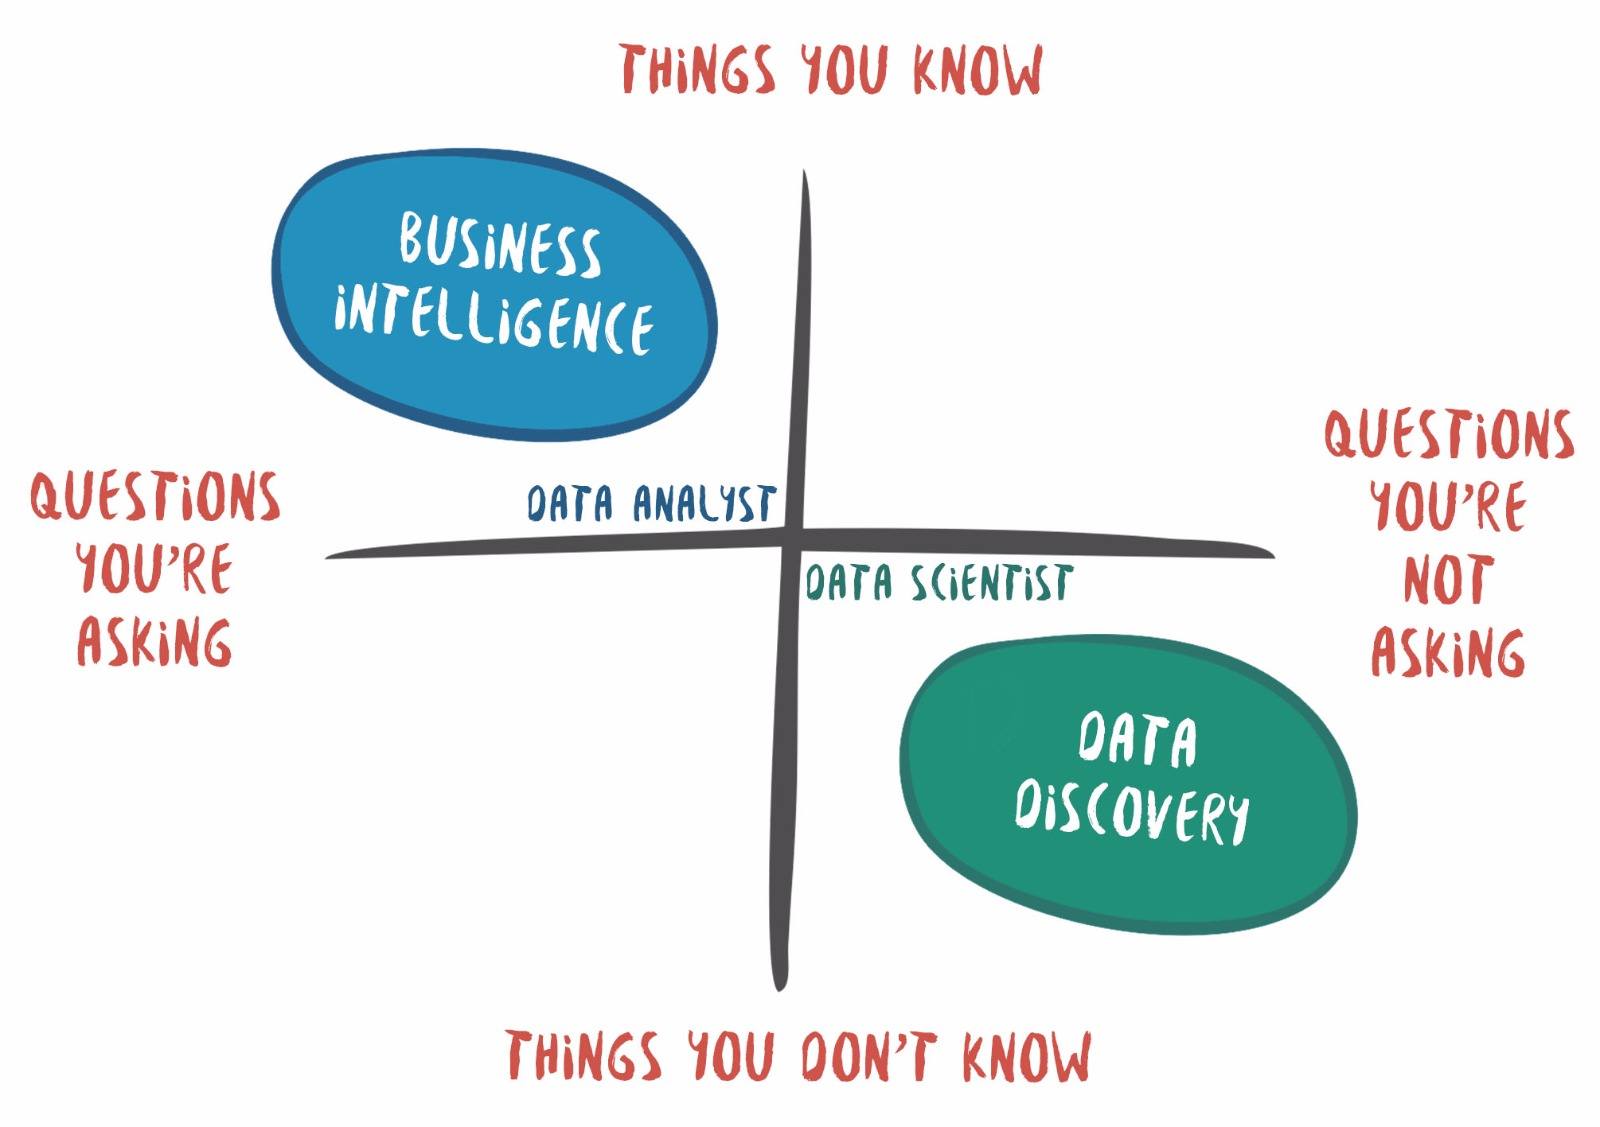 THiNGS YOU KNOW
BUSiNESS
iNTELLiGENCE
QUESTiONS
YOU'RE
ASKiNG
DATA ANALYST
QUESTiONS
YOU'RE
NOT
ASKiNG
DATA SCiENTiST
DATA
DiSCOVERY
THiNGS YOU DON'T KNOW